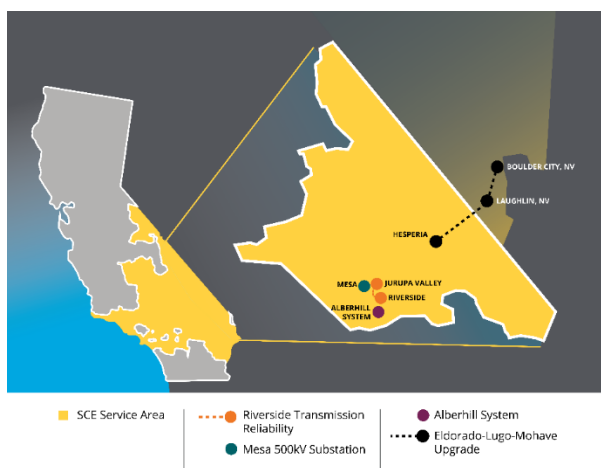 BOULDER CITY, NV
LAUGHLIN, NV
HESPERIA
MESA
JURUPA VALLEY
RIVERSIDE
ALBERHILL
SYSTEM
SCE Service Area
Riverside Transmission
Reliability
Mesa 500kV Substation
Alberhill System
Eldorado-Lugo-Mohave
Upgrade